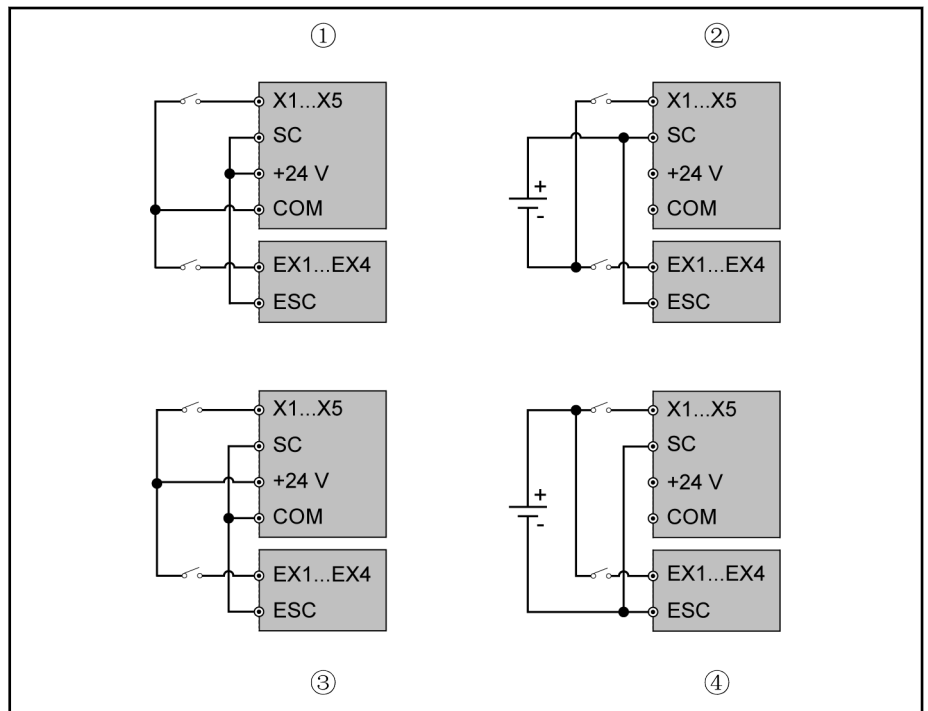 ①
X1...X5
SC
+24 V
COM
EX1...EX4
ESC
②
X1...X5
SC
+24 V
COM
+
-
EX1...EX4
ESC
X1...X5
SC
+24 V
COM
EX1...EX4
ESC
③
X1...X5
SC
+24 V
COM
+
-
EX1...EX4
ESC
④